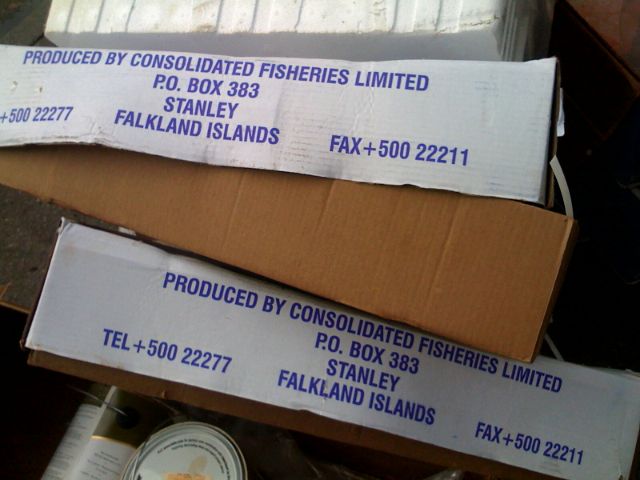 PRODUCED BY CONSOLIDATED FISHERIES LIMITED
P.O. BOX 383
STANLEY
FALKLAND ISLANDS
+500 22277
FAX+500 22211
PRODUCED BY CONSOLIDATED FISHERIES LIMITED
P.O. BOX 383
STANLEY
FALKLAND ISLANDS
TEL+500 22277
FAX+500 22211